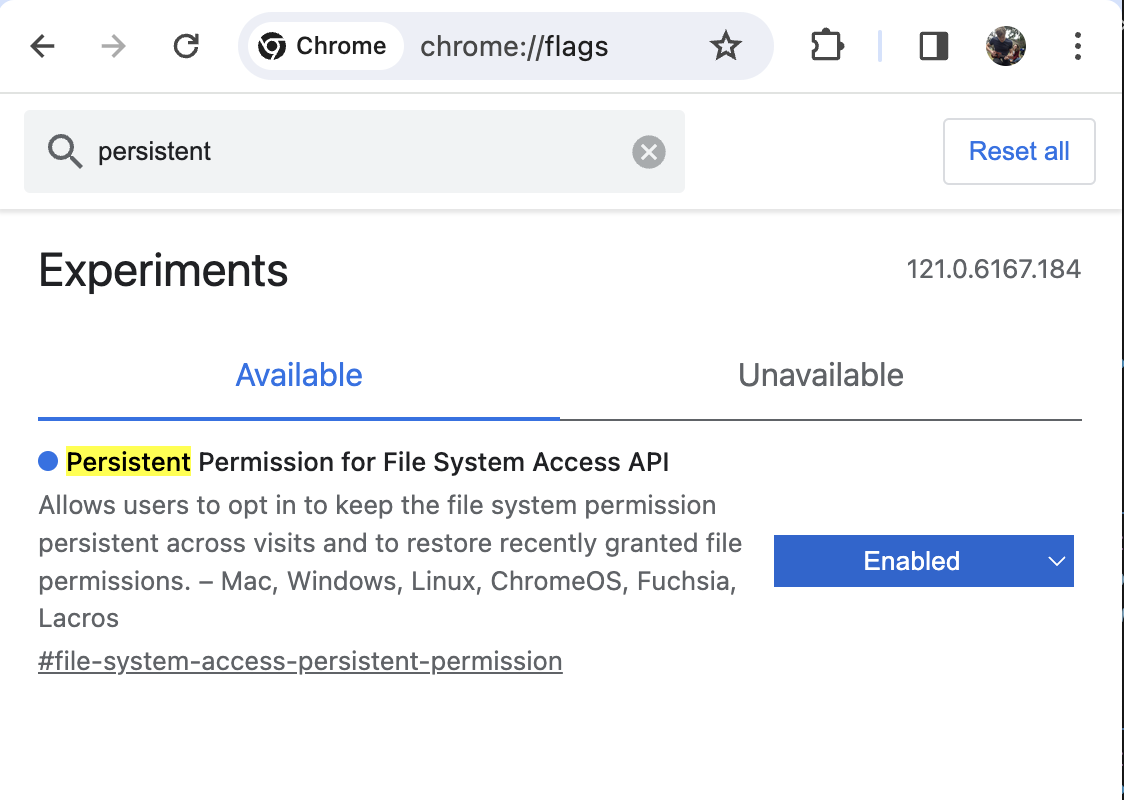 Chrome chrome://flags
persistent
Reset all
Experiments
121.0.6167.184
Available
Unavailable
Persistent Permission for File System Access API
Allows users to opt in to keep the file system permission
persistent across visits and to restore recently granted file
permissions. – Mac, Windows, Linux, ChromeOS, Fuchsia,
Lacros
#file-system-access-persistent-permission
Enabled